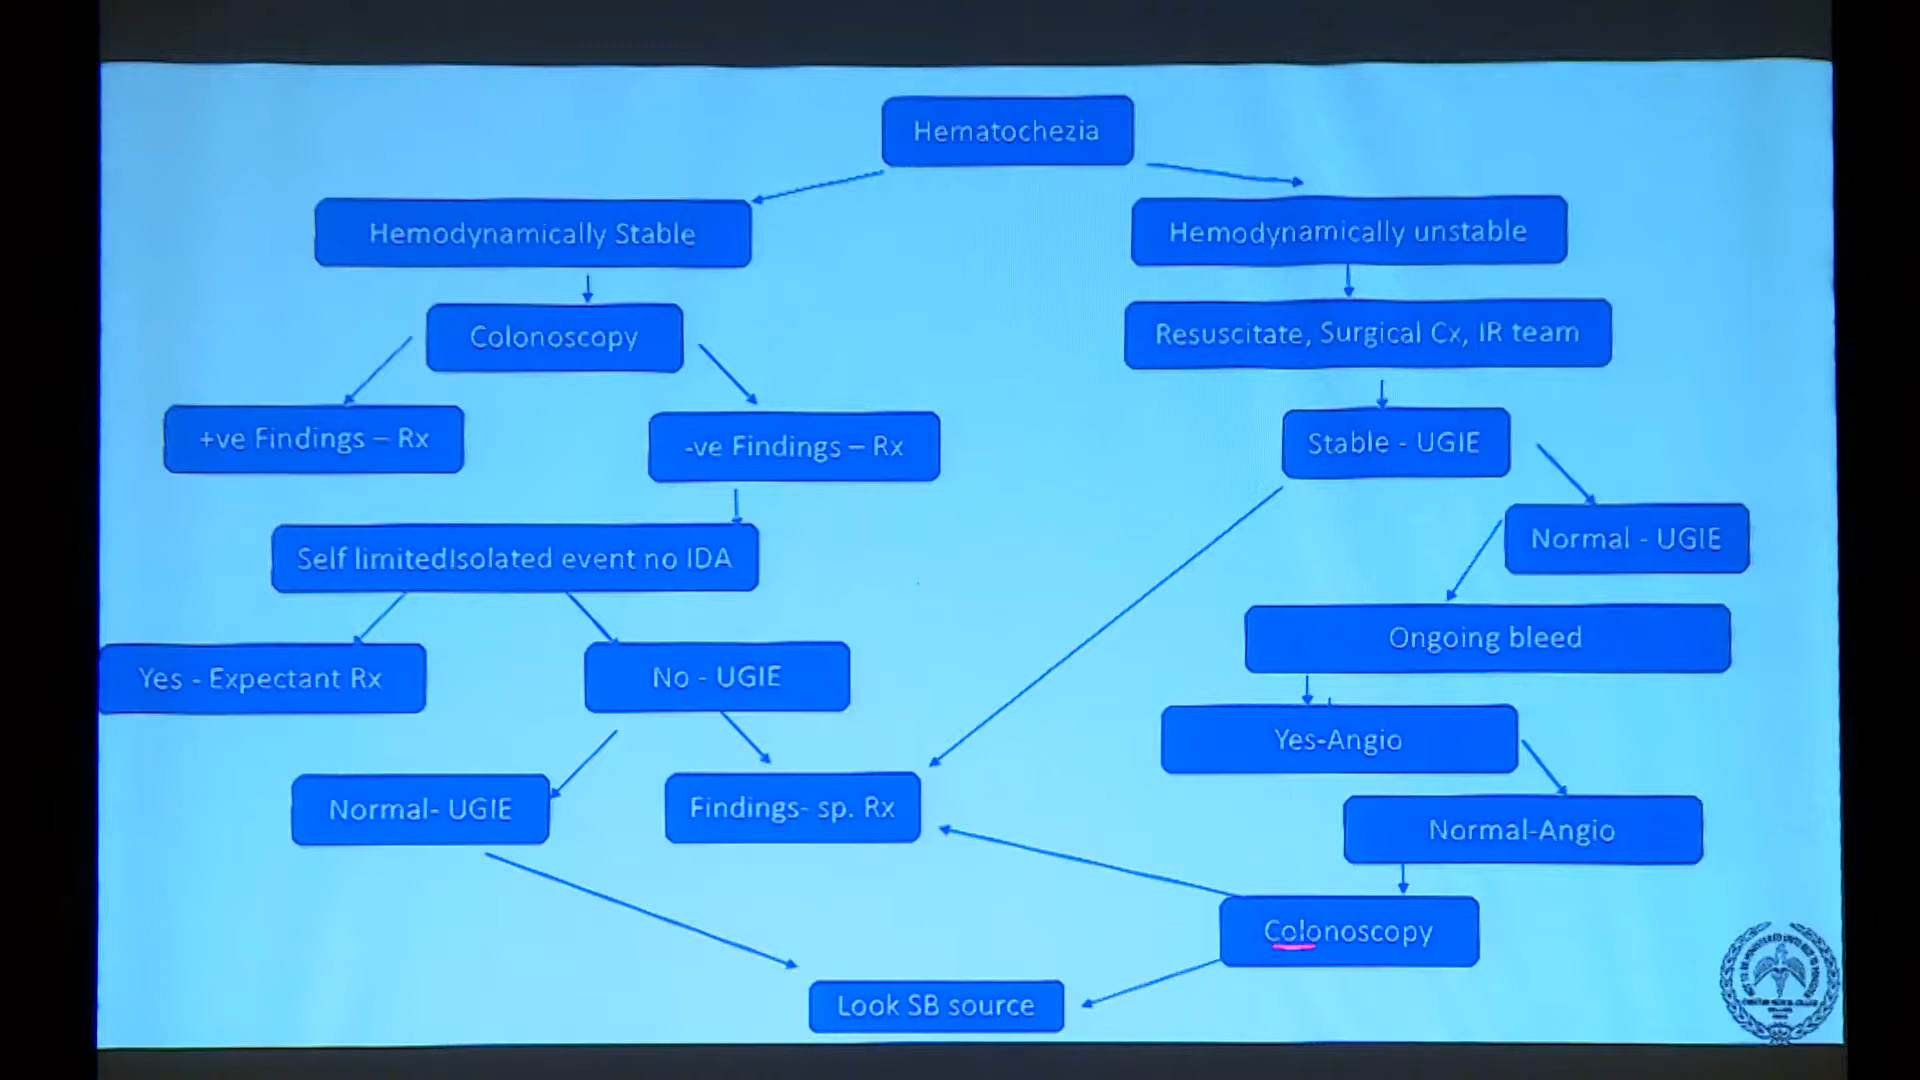 Hematochezia
Hemodynamically Stable
Hemodynamically unstable
Colonoscopy
Resuscitate, Surgical Cx, IR team
+ve Findings – Rx
-ve Findings – Rx
Stable - UGIE
Normal - UGIE
Self limitedIsolated event no IDA
Ongoing bleed
Yes - Expectant Rx
No - UGIE
Yes-Angio
Normal- UGIE
Findings- sp. Rx
Normal-Angio
Colonoscopy
Look SB source